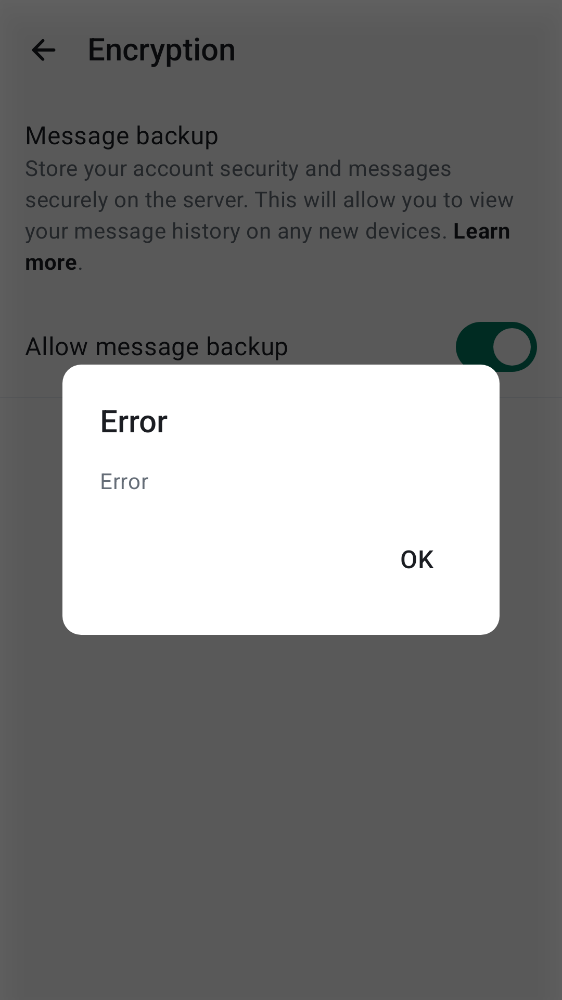 Encryption
Message backup
Store your account security and messages
securely on the server. This will allow you to view
your message history on any new devices. Learn
more.
Allow message backup
Error
Error
OK